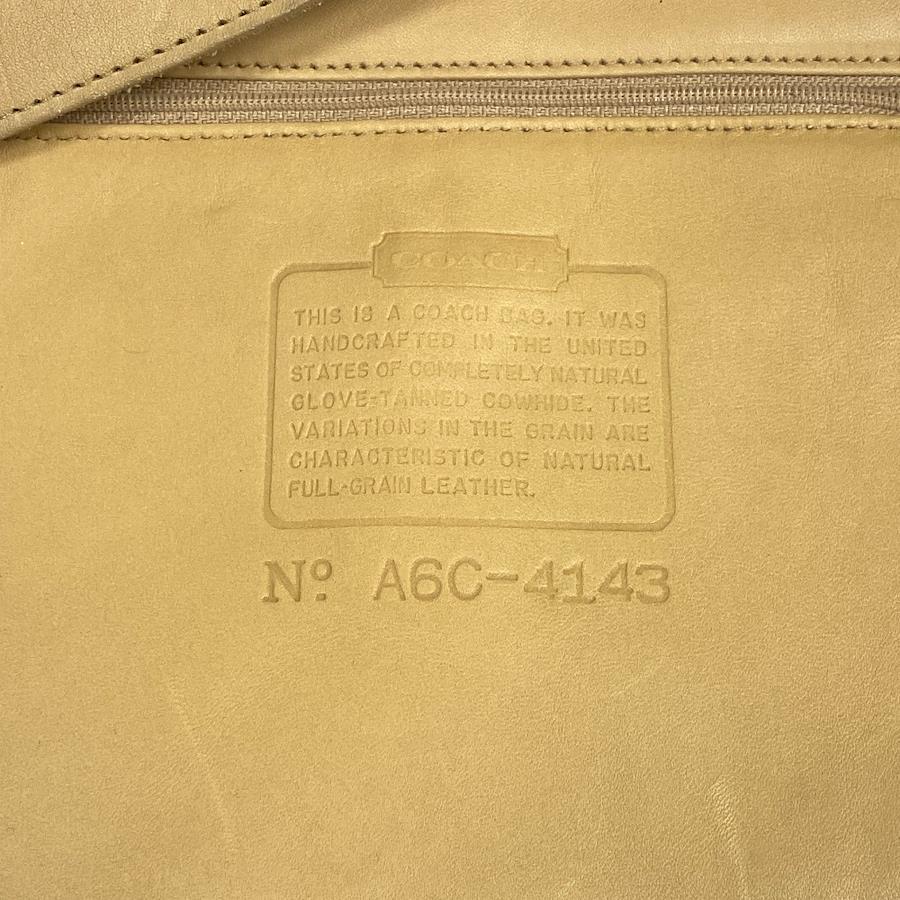 COACH
THIS IS A COACH BAG. IT WAS
HANDCRAFTED IN THE UNITED
STATES OF COMPLETELY NATURAL
GLOVE-TANNED COWHIDE. THE
VARIATIONS IN THE GRAIN ARE
CHARACTERISTIC OF NATURAL
FULL-GRAIN LEATHER.
Nº A6C-4143